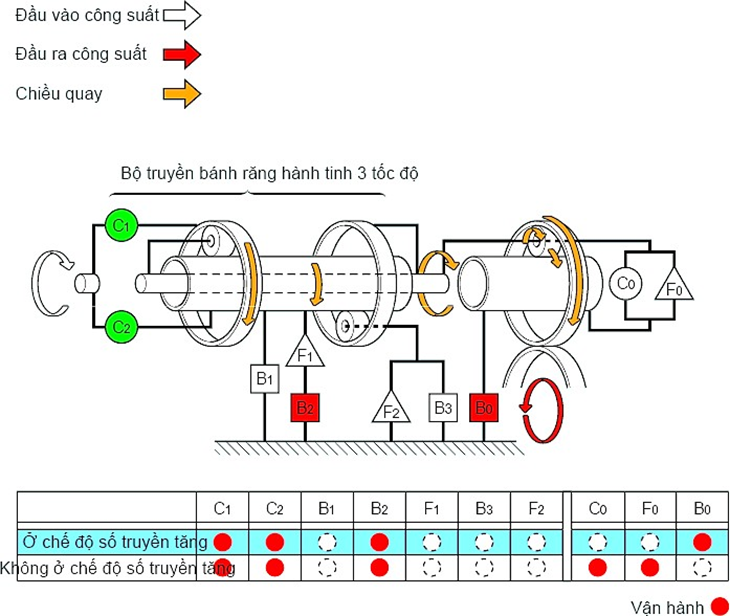 Đầu vào công suất
Đầu ra công suất
Chiều quay
Bộ truyền bánh răng hành tinh 3 tốc độ
C1
C2
C0
F0
F1
B1
B2
F2
B3
B0
C1 C2 B1 B2 F1 B3 F2 C0 F0 B0
Ở chế độ số truyền tăng
Không ở chế độ số truyền tăng
Vận hành